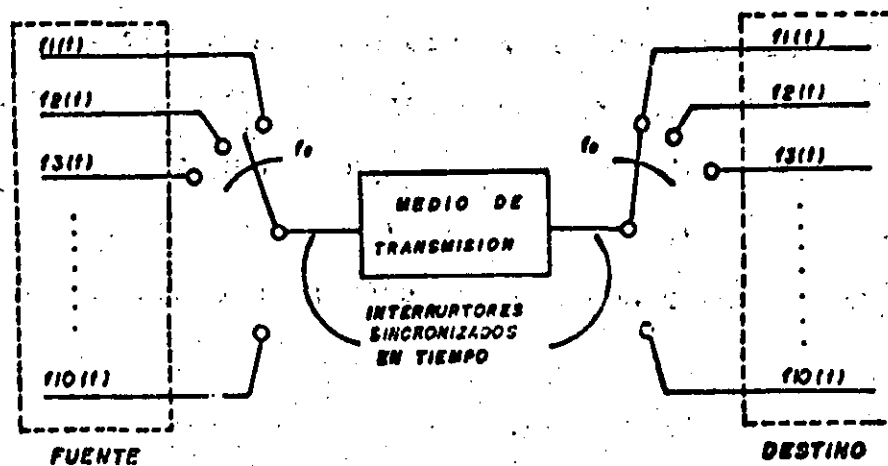 f1(t)
f2(t)
f3(t)
f10(t)
FUENTE
fo
MEDIO DE
TRANSMISION
INTERRUPTORES
SINCRONIZADOS
EN TIEMPO
fo
f1(t)
f2(t)
f3(t)
f10(t)
DESTINO